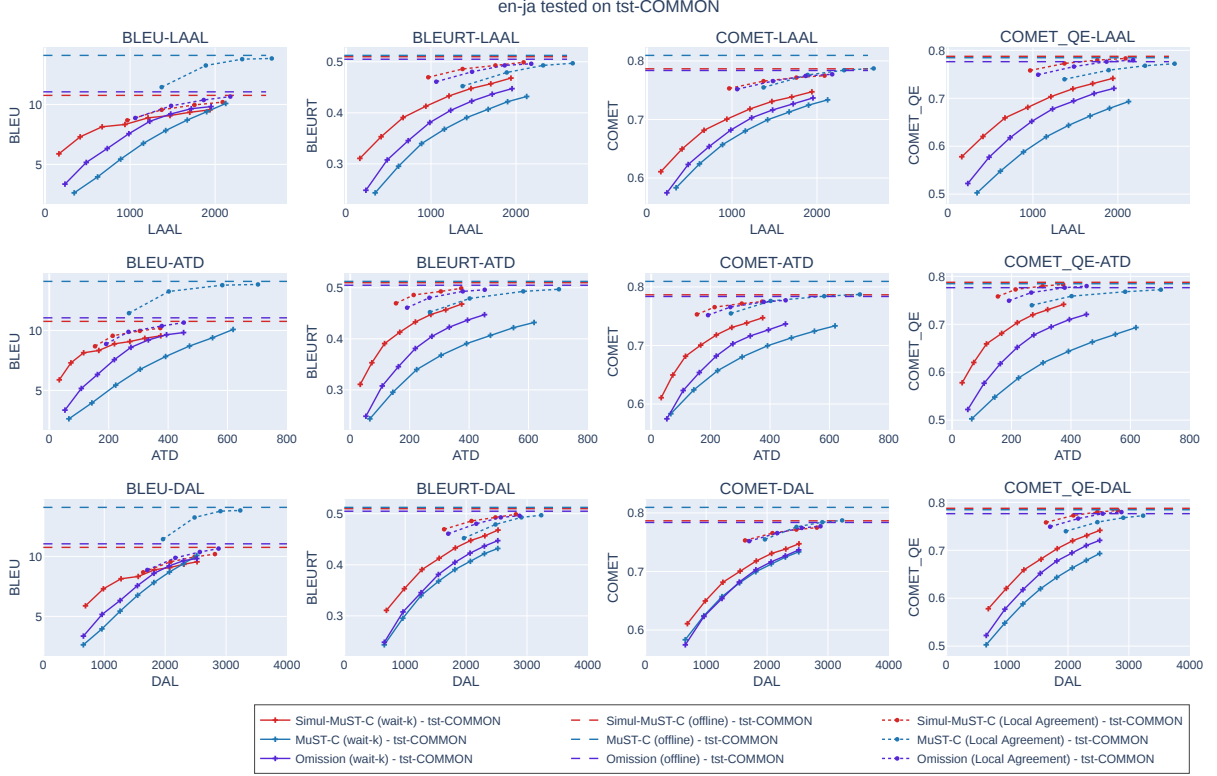 en-ja tested on tst-COMMON
BLEU-LAAL
BLEURT-LAAL
COMET-LAAL
COMET_QE-LAAL
BLEU
10
5
0
1000
2000
LAAL
BLEURT
0.5
0.4
0.3
0
1000
2000
LAAL
COMET
0.8
0.7
0.6
0
1000
2000
LAAL
COMET_QE
0.8
0.7
0.6
0.5
0
1000
2000
LAAL
BLEU-ATD
BLEURT-ATD
COMET-ATD
COMET_QE-ATD
BLEU
10
5
0
200
400
600
800
ATD
BLEURT
0.5
0.4
0.3
0
200
400
600
800
ATD
COMET
0.8
0.7
0.6
0
200
400
600
800
ATD
COMET_QE
0.8
0.7
0.6
0.5
0
200
400
600
800
ATD
BLEU-DAL
BLEURT-DAL
COMET-DAL
COMET_QE-DAL
BLEU
10
5
0
1000
2000
3000
4000
DAL
BLEURT
0.5
0.4
0.3
0
1000
2000
3000
4000
DAL
COMET
0.8
0.7
0.6
0
1000
2000
3000
4000
DAL
COMET_QE
0.8
0.7
0.6
0.5
0
1000
2000
3000
4000
DAL
Simul-MuST-C (wait-k) - tst-COMMON
Simul-MuST-C (offline) - tst-COMMON
Simul-MuST-C (Local Agreement) - tst-COMMON
MuST-C (wait-k) - tst-COMMON
MuST-C (offline) - tst-COMMON
MuST-C (Local Agreement) - tst-COMMON
Omission (wait-k) - tst-COMMON
Omission (offline) - tst-COMMON
Omission (Local Agreement) - tst-COMMON